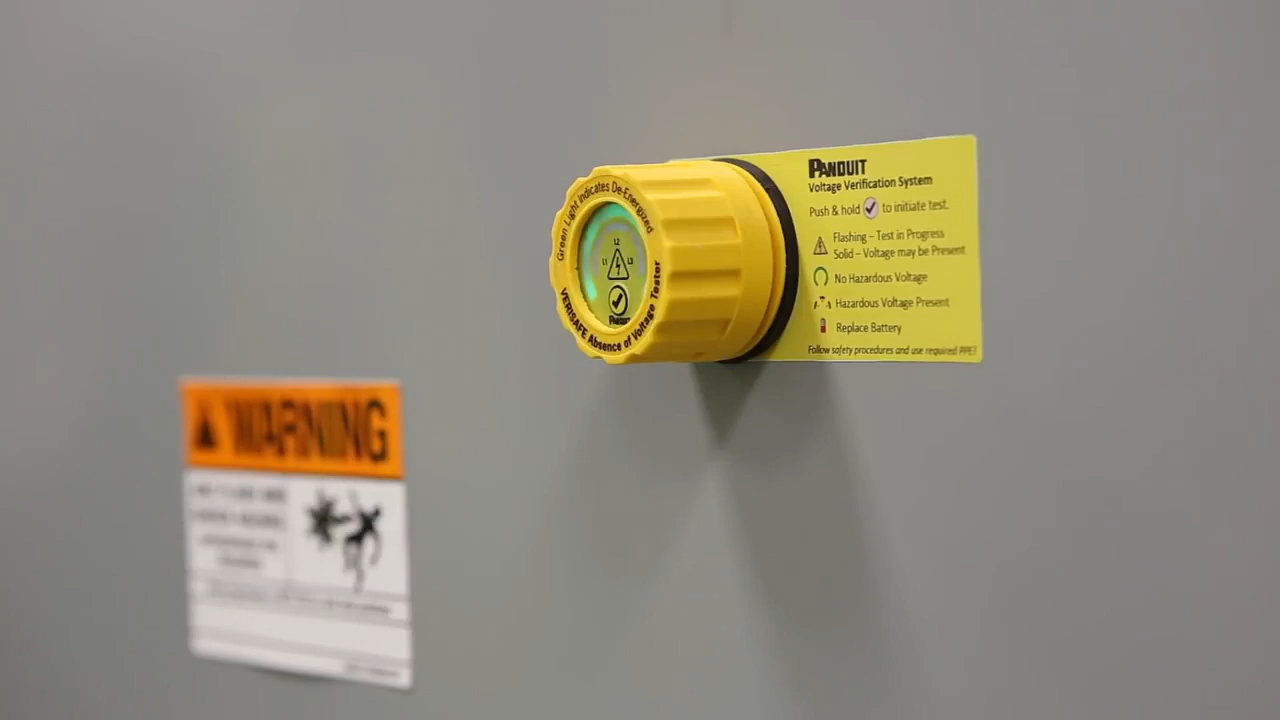 Green Light Indicates De-Energized
L2
L1 L3
PANDUIT
VERISAFE Absence of Voltage Tester
PANDUIT
Voltage Verification System
Push & hold to initiate test.
Flashing – Test in Progress
Solid – Voltage may be Present
No Hazardous Voltage
Hazardous Voltage Present
Replace Battery
Follow safety procedures and use required PPE!
WARNING